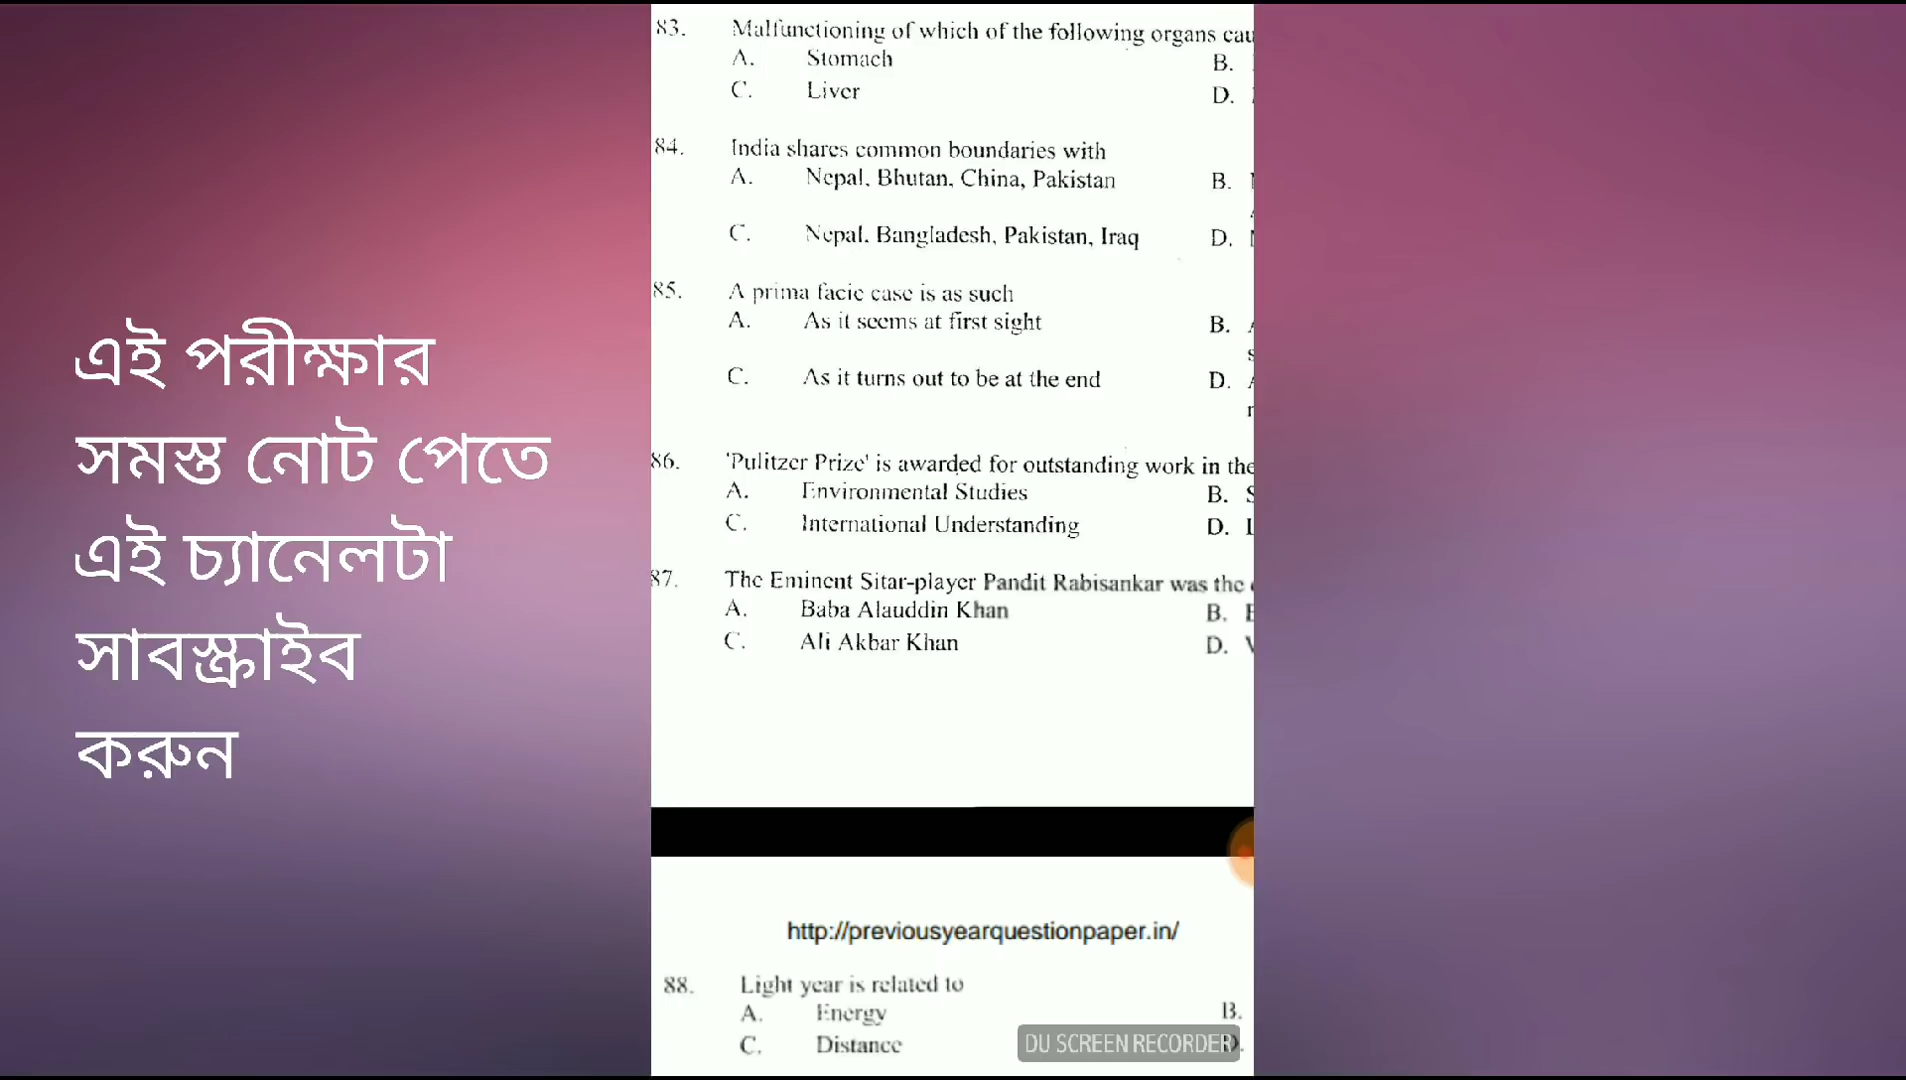 এই পরীক্ষার
সমস্ত নোট পেতে
এই চ্যানেলটা
সাবস্ক্রাইব
করুন
83. Malfunctioning of which of the following organs cau
A. Stomach B.
C. Liver D.
84. India shares common boundaries with
A. Nepal, Bhutan, China, Pakistan B.
C. Nepal, Bangladesh, Pakistan, Iraq D.
85. A prima facie case is as such
A. As it seems at first sight B.
C. As it turns out to be at the end D.
86. 'Pulitzer Prize' is awarded for outstanding work in the
A. Environmental Studies B. S
C. International Understanding D.
87. The Eminent Sitar-player Pandit Rabisankar was the
A. Baba Alauddin Khan B.
C. Ali Akbar Khan D.
http://previousyearquestionpaper.in/
88. Light year is related to
A. Energy B.
C. Distance D.
DU SCREEN RECORDER